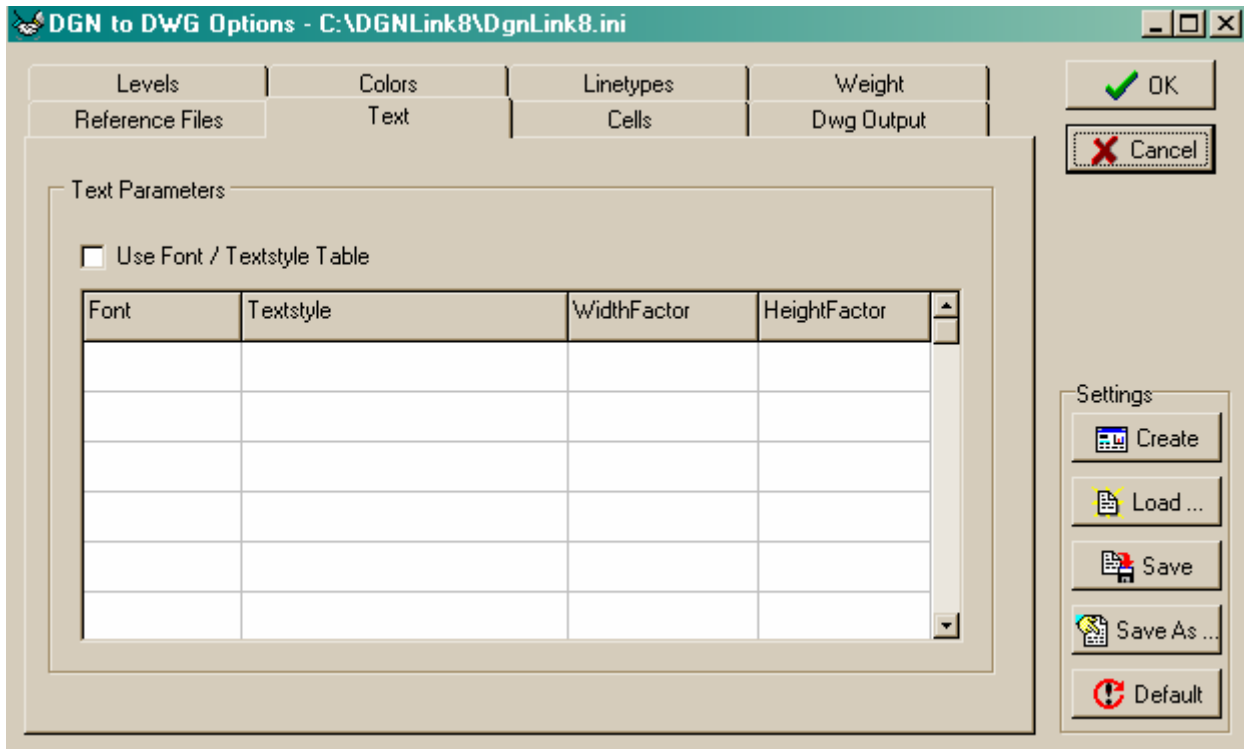 DGN to DWG Options - C:\DGNLink8\DgnLink8.ini
Levels Colors Linetypes Weight
Reference Files Text Cells Dwg Output
OK
Cancel
Text Parameters
Use Font / Textstyle Table
Font Textstyle WidthFactor HeightFactor
Settings
Create
Load ...
Save
Save As ...
Default